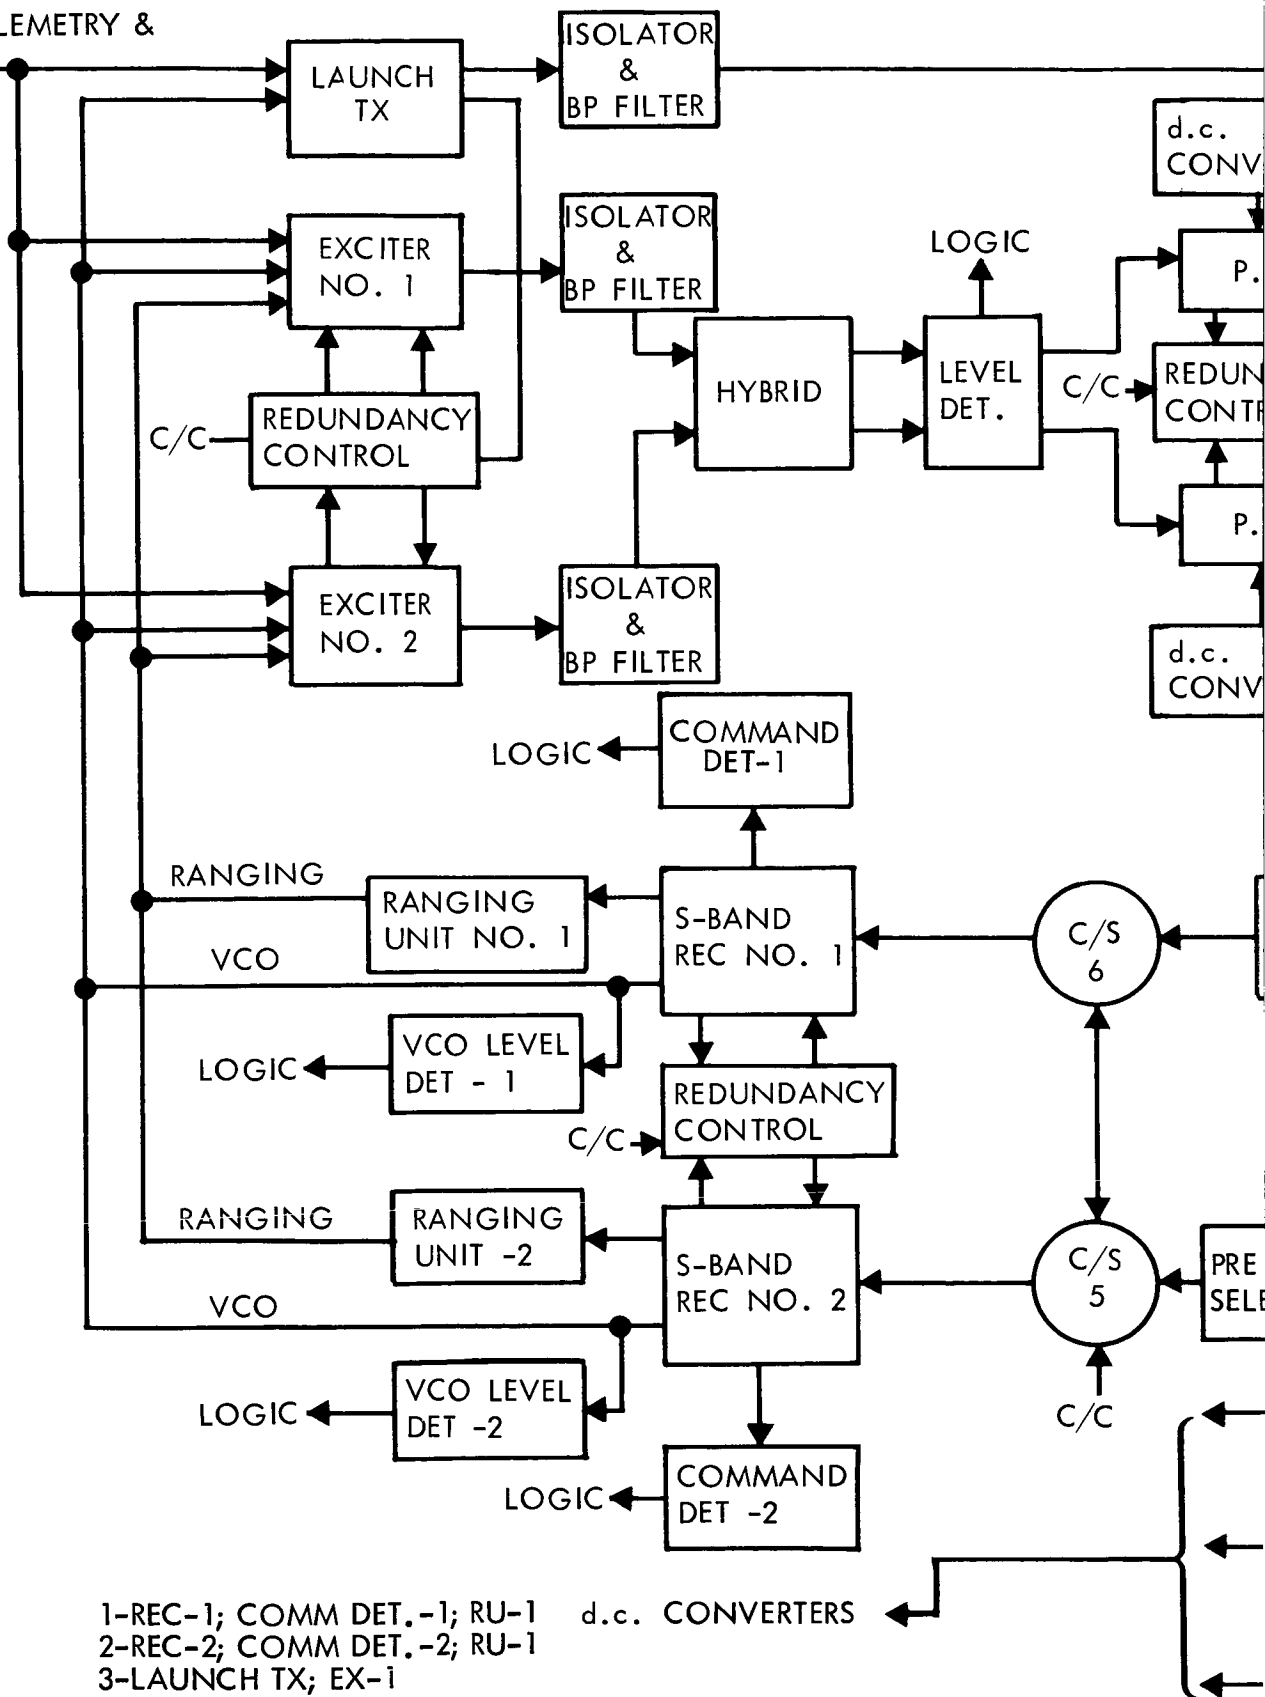 LEMETRY &
LAUNCH
TX
ISOLATOR
&
BP FILTER
d.c.
CONV
EXCITER
NO. 1
ISOLATOR
&
BP FILTER
LOGIC
P.
HYBRID
LEVEL
DET.
C/C
REDUN
CONTR
C/C
REDUNDANCY
CONTROL
P.
EXCITER
NO. 2
ISOLATOR
&
BP FILTER
d.c.
CONV
LOGIC
COMMAND
DET-1
RANGING
RANGING
UNIT NO. 1
S-BAND
REC NO. 1
C/S
6
VCO
LOGIC
VCO LEVEL
DET - 1
REDUNDANCY
CONTROL
C/C
RANGING
RANGING
UNIT -2
S-BAND
REC NO. 2
C/S
5
PRE
SELE
VCO
LOGIC
VCO LEVEL
DET -2
C/C
LOGIC
COMMAND
DET -2
1-REC-1; COMM DET.-1; RU-1
2-REC-2; COMM DET.-2; RU-1
3-LAUNCH TX; EX-1
d.c. CONVERTERS